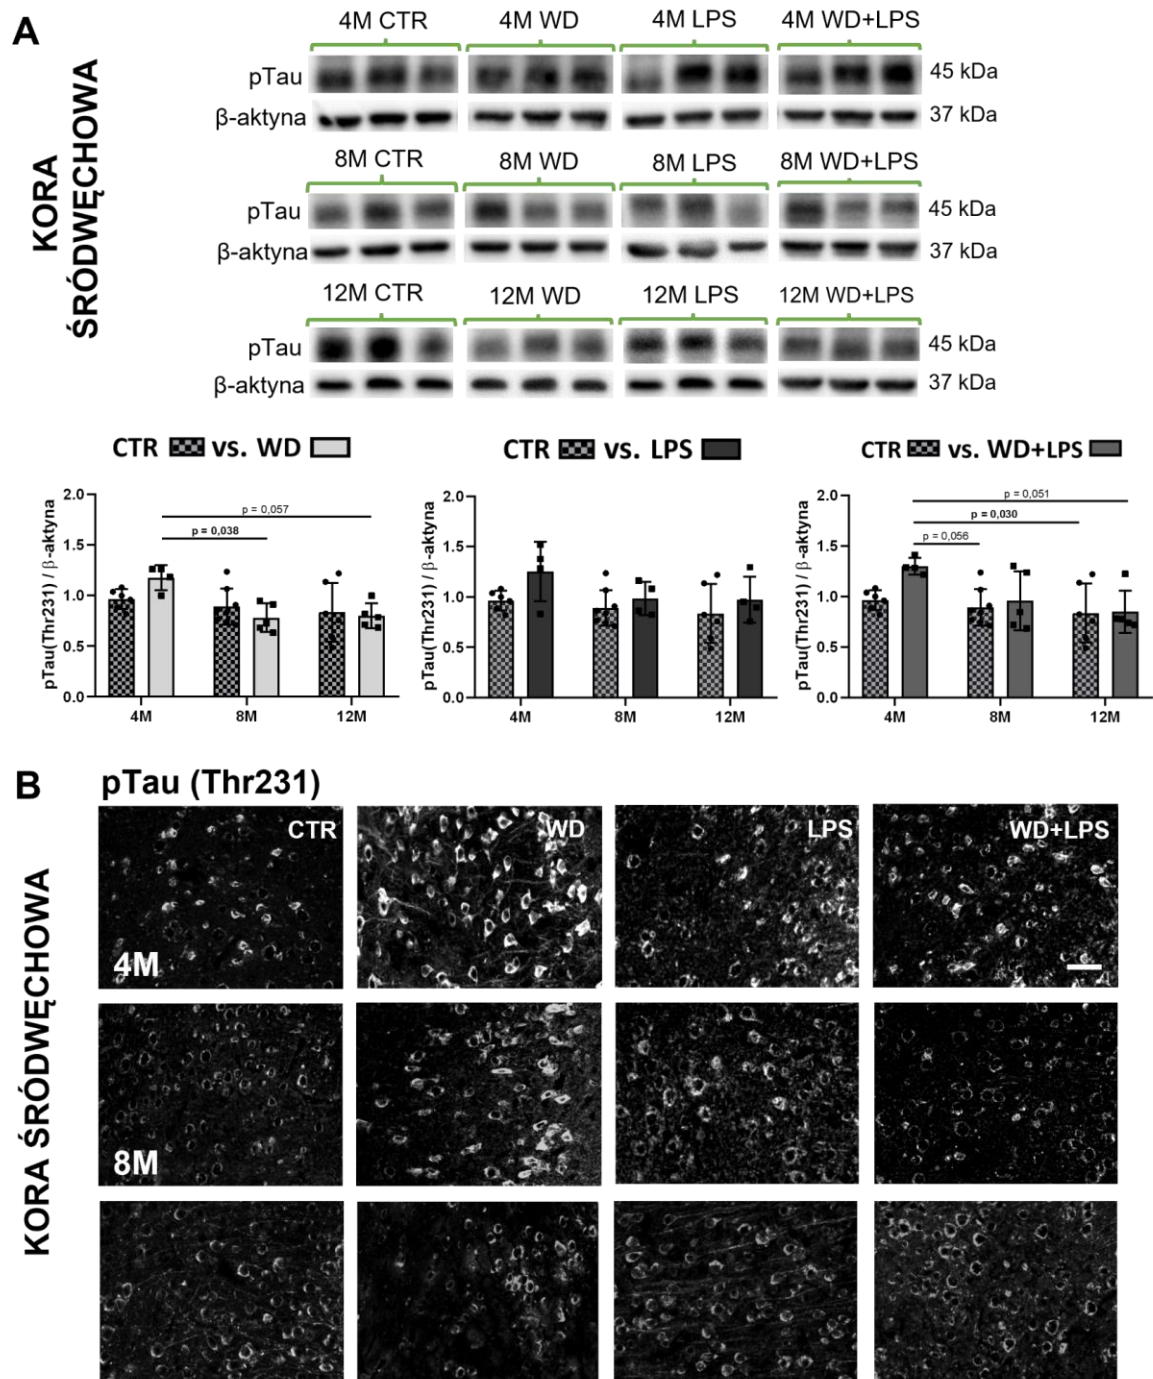 A
KORA
ŚRÓDWĘCHOWA
4M CTR 4M WD 4M LPS 4M WD+LPS
pTau 45 kDa
β-aktyna 37 kDa
8M CTR 8M WD 8M LPS 8M WD+LPS
pTau 45 kDa
β-aktyna 37 kDa
12M CTR 12M WD 12M LPS 12M WD+LPS
pTau 45 kDa
β-aktyna 37 kDa
CTR vs. WD
pTau(Thr231) / β-aktyna
2.0
1.5
1.0
0.5
0.0
p = 0,057
p = 0,038
4M 8M 12M
CTR vs. LPS
pTau(Thr231) / β-aktyna
2.0
1.5
1.0
0.5
0.0
4M 8M 12M
CTR vs. WD+LPS
pTau(Thr231) / β-aktyna
2.0
1.5
1.0
0.5
0.0
p = 0,051
p = 0,030
p = 0,056
4M 8M 12M
B
pTau (Thr231)
KORA ŚRÓDWĘCHOWA
CTR WD LPS WD+LPS
4M
8M